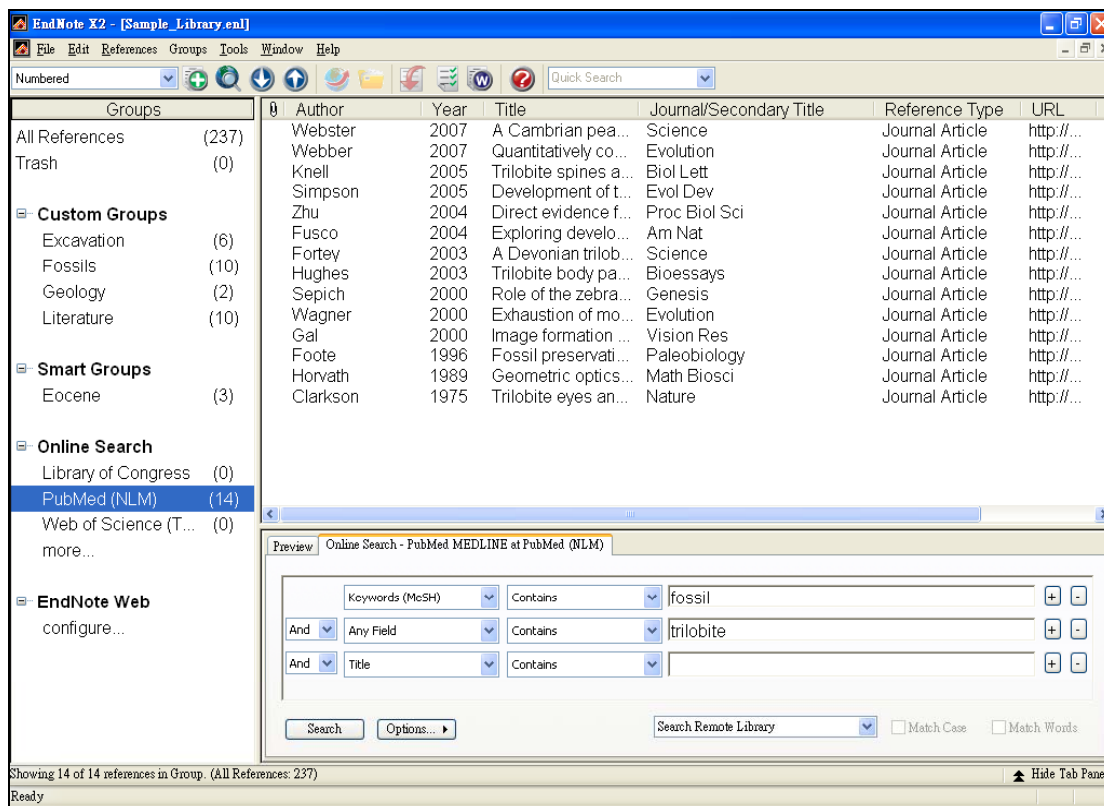 EndNote X2 - [Sample_Library.enl]
File Edit References Groups Tools Window Help
Numbered Quick Search
Groups
All References (237)
Trash (0)
Custom Groups
Excavation (6)
Fossils (10)
Geology (2)
Literature (10)
Smart Groups
Eocene (3)
Online Search
Library of Congress (0)
PubMed (NLM) (14)
Web of Science (T... (0)
more...
EndNote Web
configure...
Author Year Title Journal/Secondary Title Reference Type URL
Webster 2007 A Cambrian pea... Science Journal Article http://...
Webber 2007 Quantitatively co... Evolution Journal Article http://...
Knell 2005 Trilobite spines a... Biol Lett Journal Article http://...
Simpson 2005 Development of t... Evol Dev Journal Article http://...
Zhu 2004 Direct evidence f... Proc Biol Sci Journal Article http://...
Fusco 2004 Exploring develo... Am Nat Journal Article http://...
Fortey 2003 A Devonian trilob... Science Journal Article http://...
Hughes 2003 Trilobite body pa... Bioessays Journal Article http://...
Sepich 2000 Role of the zebra... Genesis Journal Article http://...
Wagner 2000 Exhaustion of mo... Evolution Journal Article http://...
Gal 2000 Image formation ... Vision Res Journal Article http://...
Foote 1996 Fossil preservati... Paleobiology Journal Article http://...
Horvath 1989 Geometric optics... Math Biosci Journal Article http://...
Clarkson 1975 Trilobite eyes an... Nature Journal Article http://...
Preview Online Search - PubMed MEDLINE at PubMed (NLM)
Keywords (MeSH) Contains fossil + -
And Any Field Contains trilobite + -
And Title Contains + -
Search Options... Search Remote Library Match Case Match Words
Showing 14 of 14 references in Group. (All References: 237) Hide Tab Pane
Ready